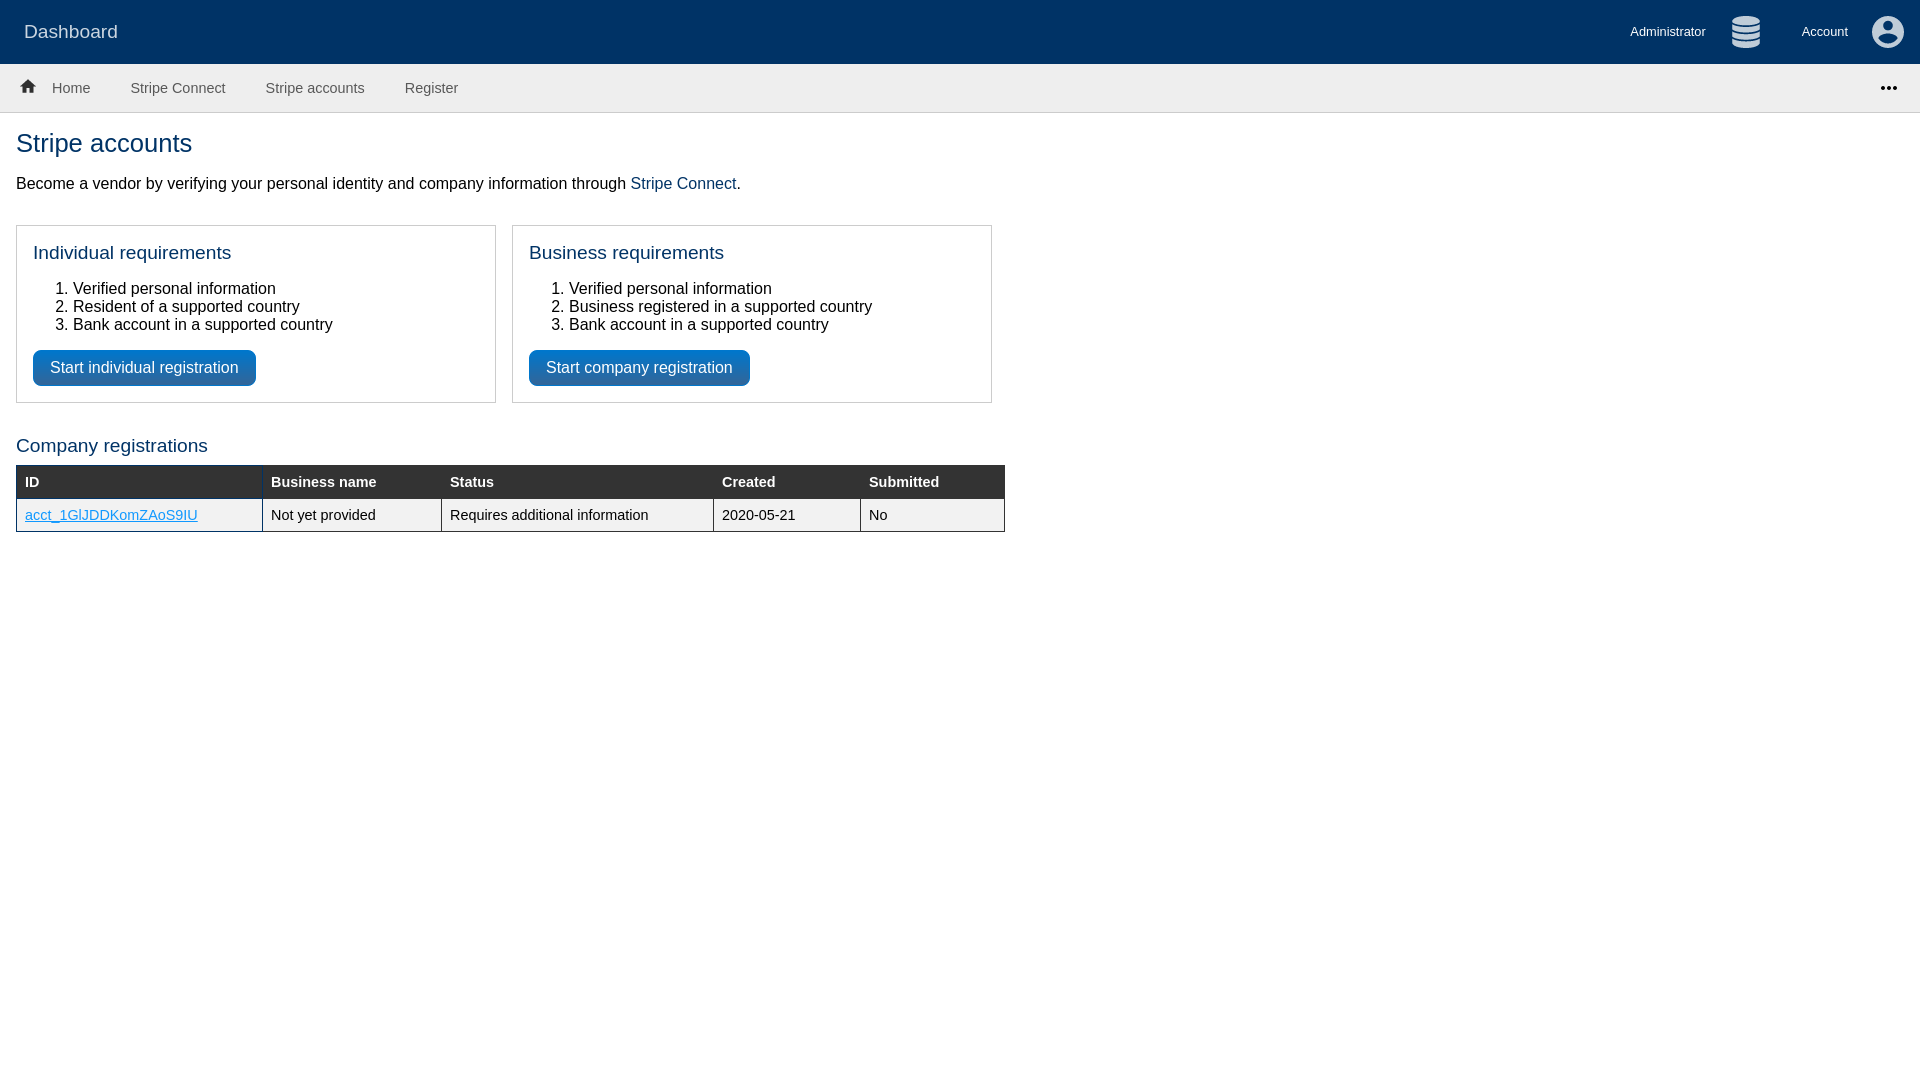 Dashboard
Administrator
Account
Home
Stripe Connect
Stripe accounts
Register
Stripe accounts
Become a vendor by verifying your personal identity and company information through Stripe Connect.
Individual requirements
1. Verified personal information
2. Resident of a supported country
3. Bank account in a supported country
Start individual registration
Business requirements
1. Verified personal information
2. Business registered in a supported country
3. Bank account in a supported country
Start company registration
Company registrations
ID Business name Status Created Submitted
acct_1GlJDDKomZAoS9IU Not yet provided Requires additional information 2020-05-21 No